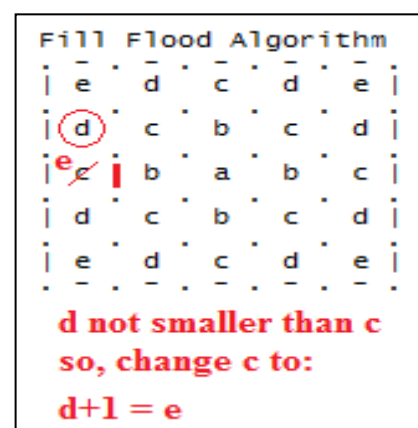 Fill Flood Algorithm
. - . - . - . - . - .
| e d c d e |
. . . . . .
| d c b c d |
. . . . . .
| e c b a b c |
. . . . . .
| d c b c d |
. . . . . .
| e d c d e |
. - . - . - . - . - .
d not smaller than c
so, change c to:
d+1 = e